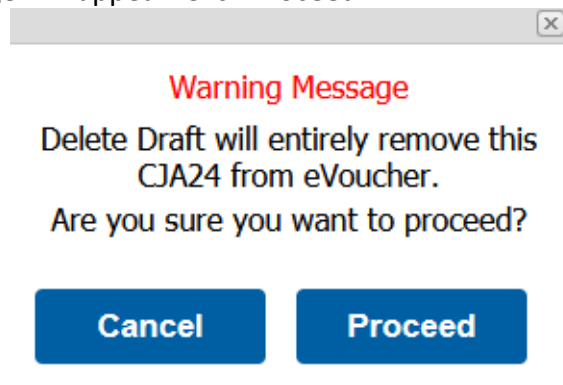 Warning Message
Delete Draft will entirely remove this
CJA24 from eVoucher.
Are you sure you want to proceed?
Cancel Proceed